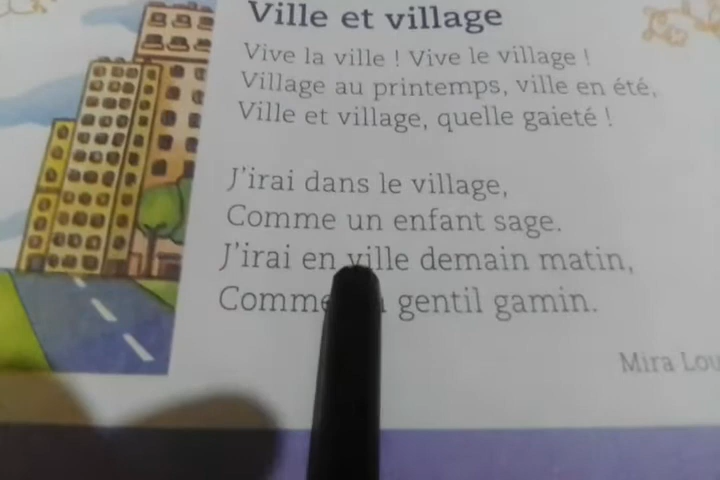 Ville et village
Vive la ville ! Vive le village !
Village au printemps, ville en été,
Ville et village, quelle gaieté !
J'irai dans le village,
Comme un enfant sage.
J'irai en ville demain matin,
Comme gentil gamin.
Mira